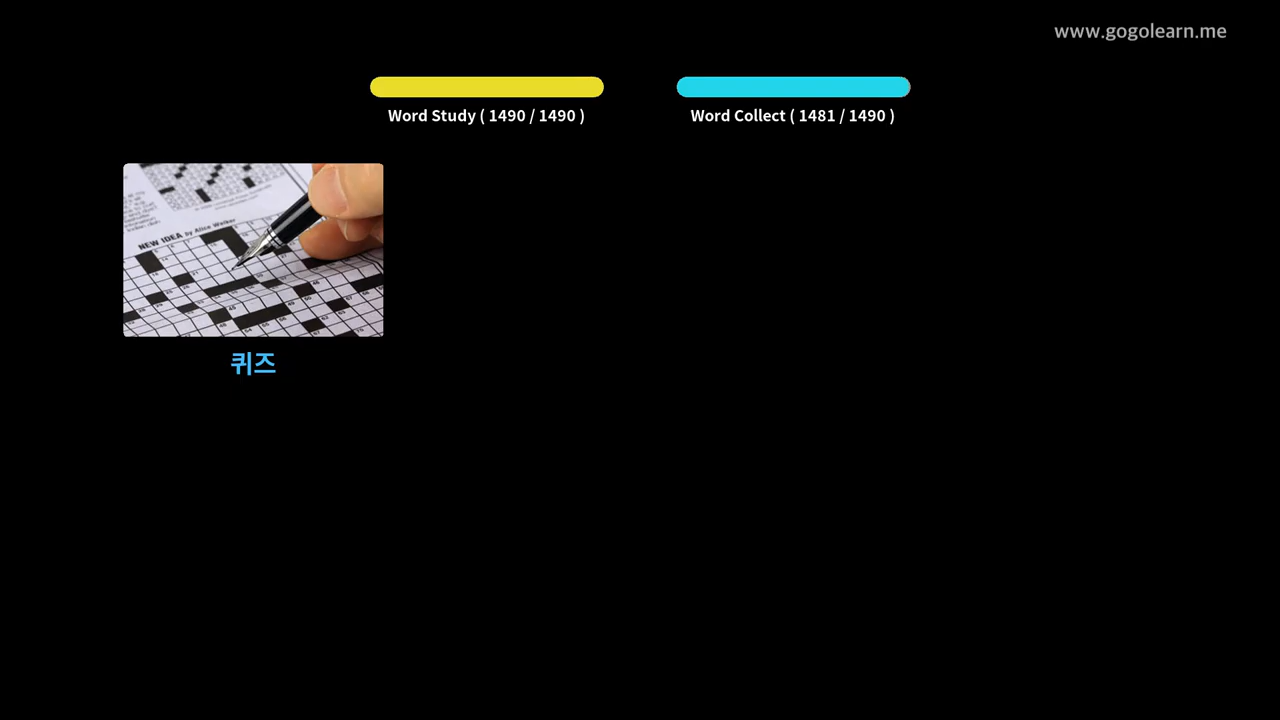 www.gogolearn.me
Word Study ( 1490 / 1490 )
Word Collect ( 1481 / 1490 )
NEW IDEA by Alice Walker
퀴즈